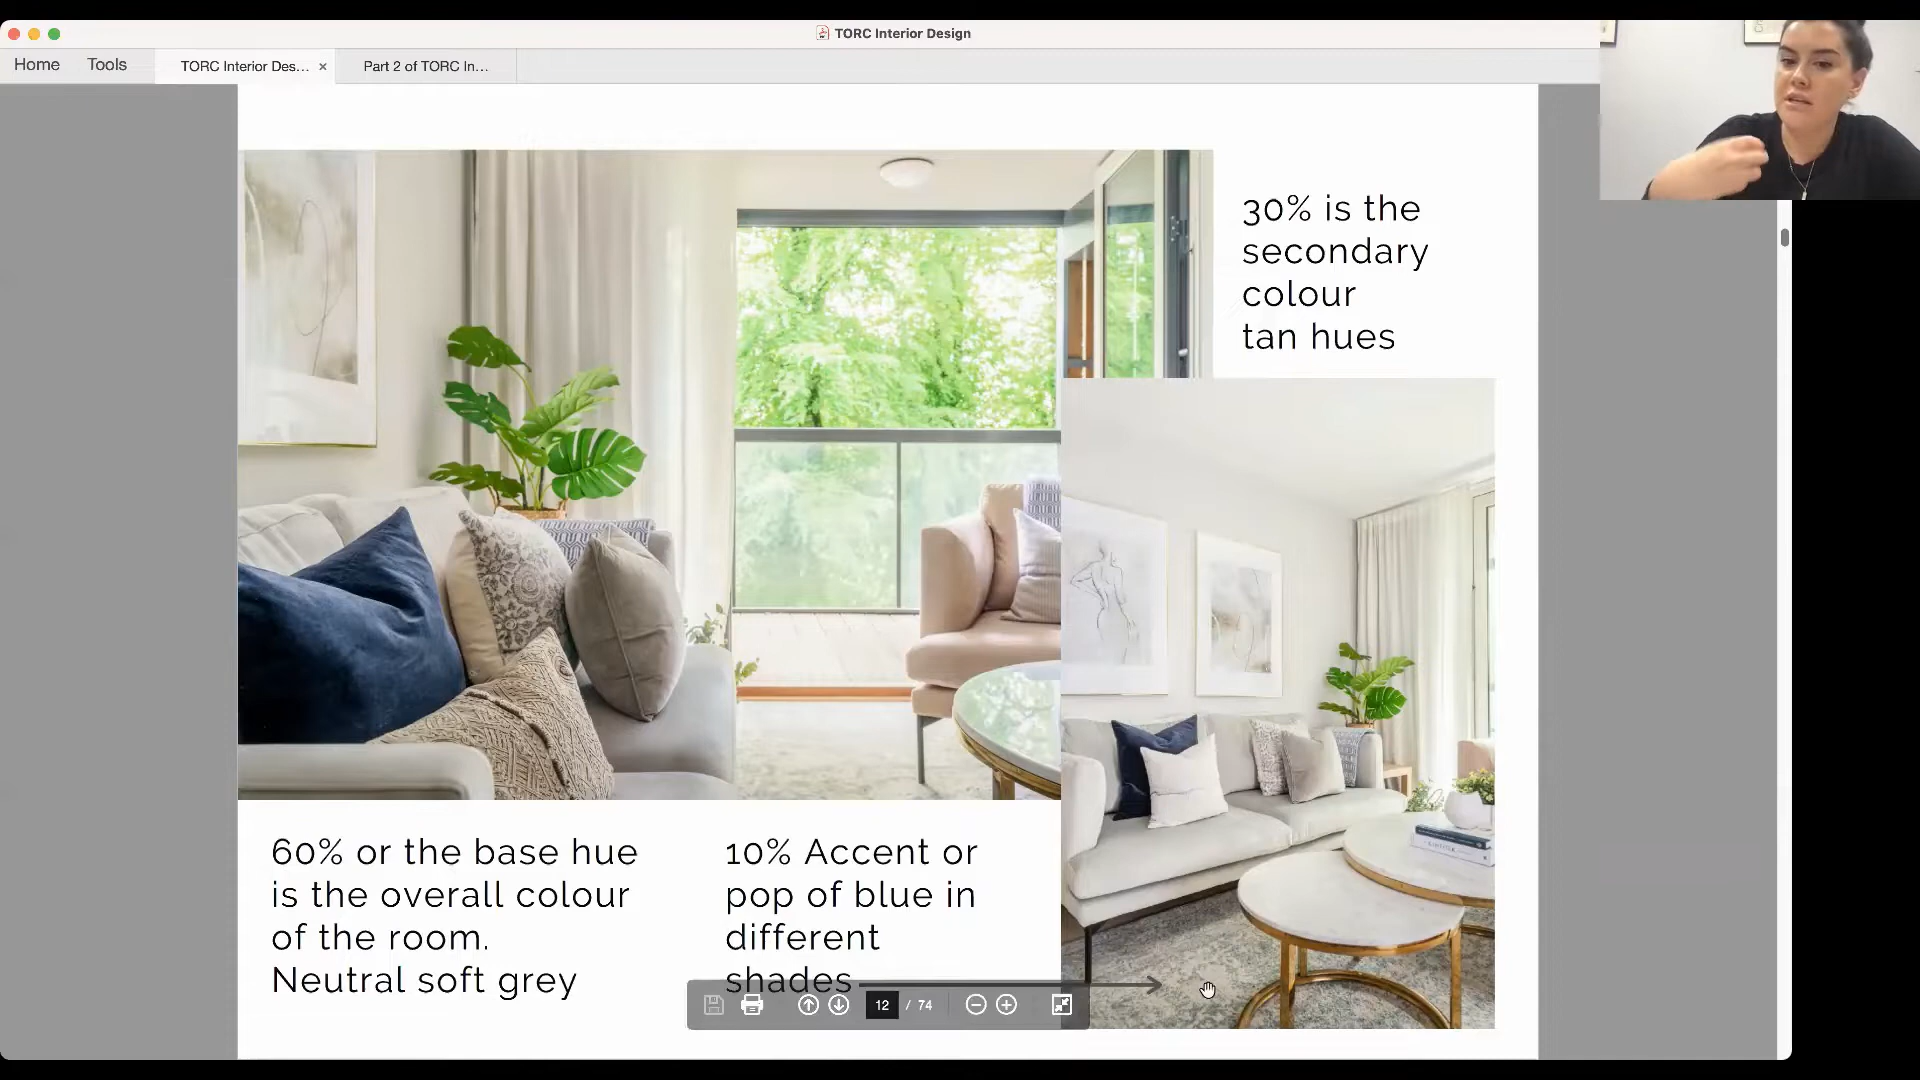 TORC Interior Design
Home
Tools
TORC Interior Des...
Part 2 of TORC In...
30% is the
secondary
colour
tan hues
60% or the base hue
is the overall colour
of the room.
Neutral soft grey
10% Accent or
pop of blue in
different
shades
12 / 74